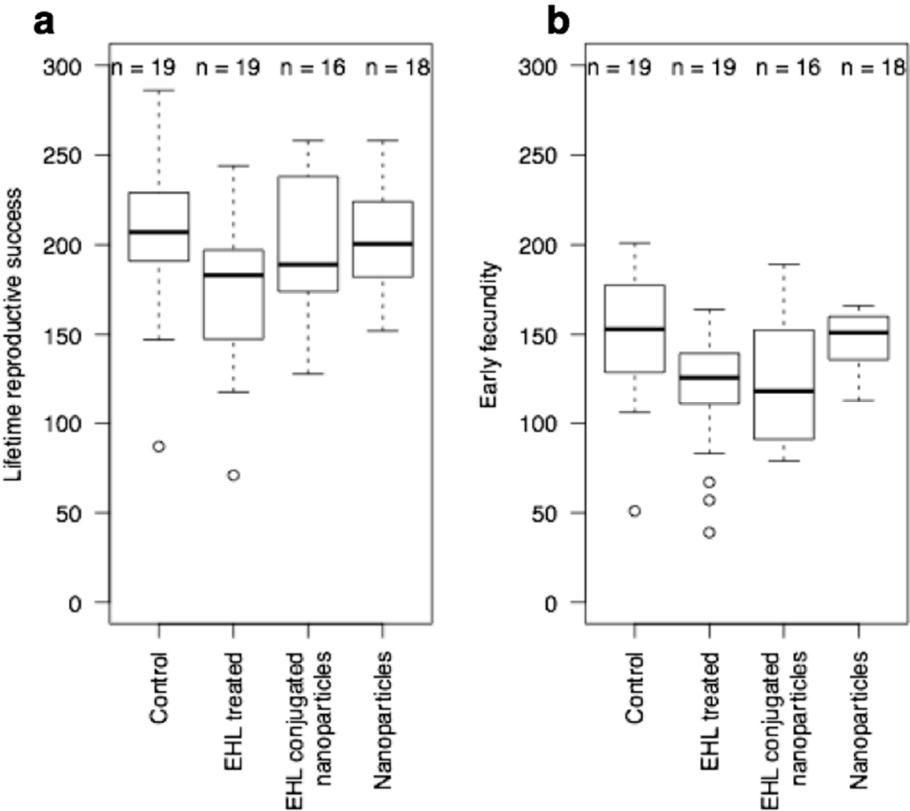 a
Lifetime reproductive success
300
250
200
150
100
50
0
n = 19
n = 19
n = 16
n = 18
Control
EHL treated
EHL conjugated
nanoparticles
Nanoparticles
b
Early fecundity
300
250
200
150
100
50
0
n = 19
n = 19
n = 16
n = 18
Control
EHL treated
EHL conjugated
nanoparticles
Nanoparticles